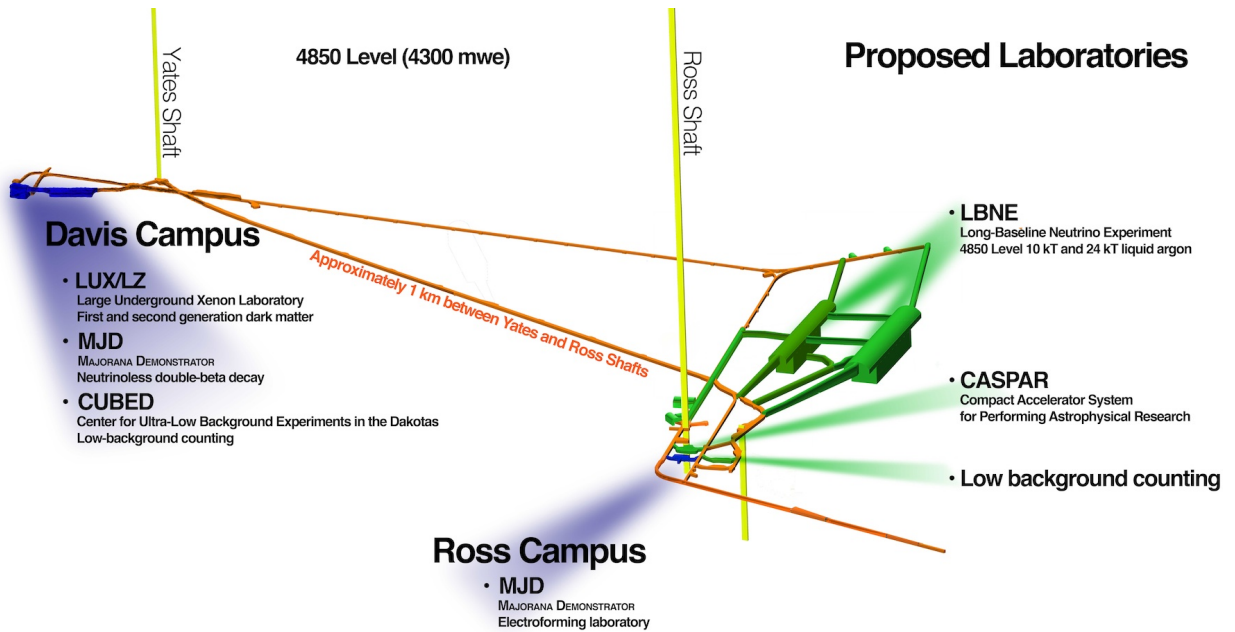 4850 Level (4300 mwe)
Proposed Laboratories
Yates Shaft
Ross Shaft
Davis Campus
• LUX/LZ
Large Underground Xenon Laboratory
First and second generation dark matter
• MJD
MAJORANA DEMONSTRATOR
Neutrinoless double-beta decay
• CUBED
Center for Ultra-Low Background Experiments in the Dakotas
Low-background counting
Approximately 1 km between Yates and Ross Shafts
• LBNE
Long-Baseline Neutrino Experiment
4850 Level 10 kT and 24 kT liquid argon
• CASPAR
Compact Accelerator System
for Performing Astrophysical Research
• Low background counting
Ross Campus
• MJD
MAJORANA DEMONSTRATOR
Electroforming laboratory